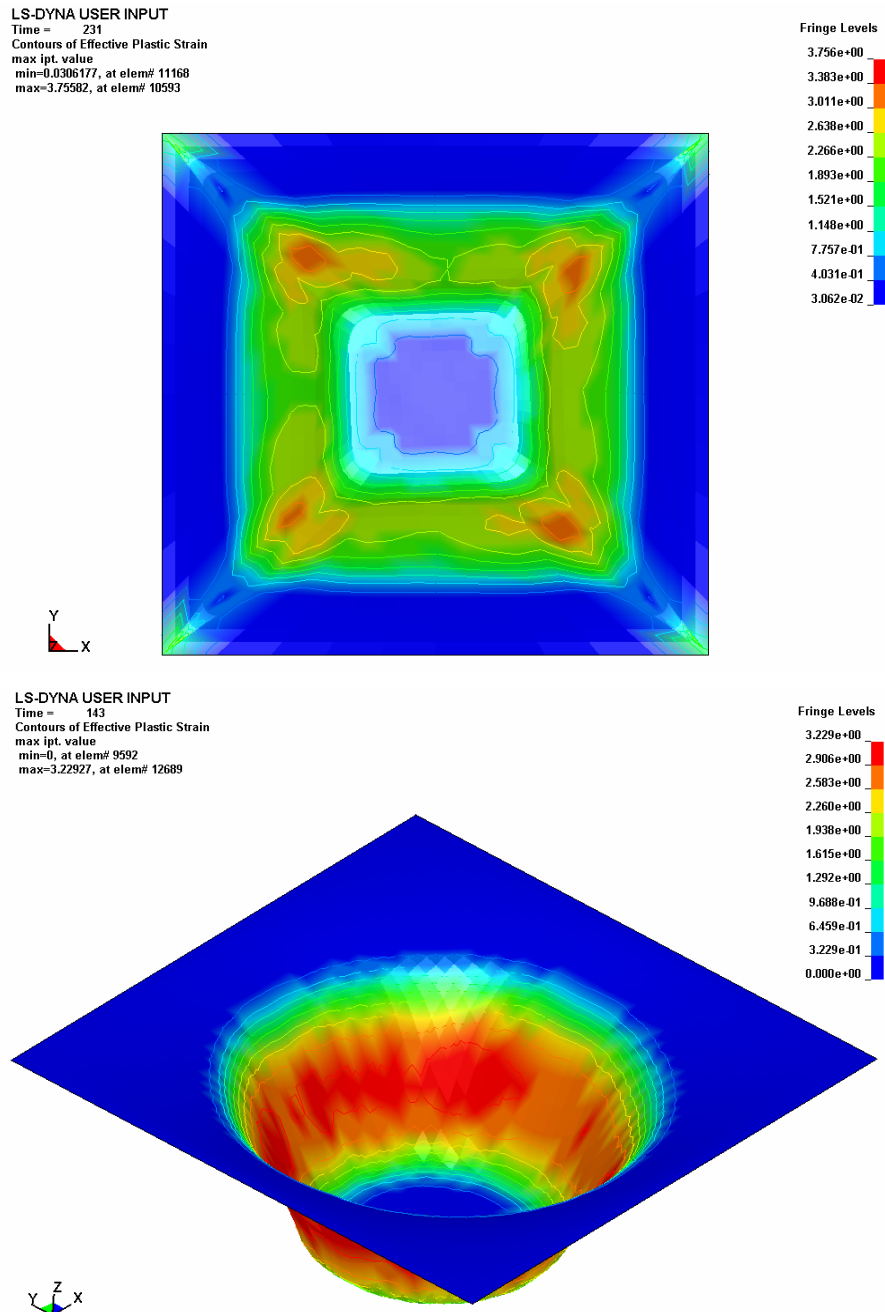 LS-DYNA USER INPUT
Time = 231
Contours of Effective Plastic Strain
max ipt. value
min=0.0306177, at elem# 11168
max=3.75582, at elem# 10593
Fringe Levels
3.756e+00
3.383e+00
3.011e+00
2.638e+00
2.266e+00
1.893e+00
1.521e+00
1.148e+00
7.757e-01
4.031e-01
3.062e-02
Y
Z X
LS-DYNA USER INPUT
Time = 143
Contours of Effective Plastic Strain
max ipt. value
min=0, at elem# 9592
max=3.22927, at elem# 12689
Fringe Levels
3.229e+00
2.906e+00
2.583e+00
2.260e+00
1.938e+00
1.615e+00
1.292e+00
9.688e-01
6.459e-01
3.229e-01
0.000e+00
Y Z X